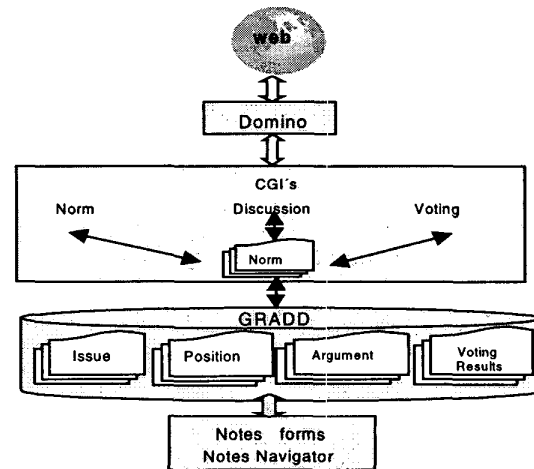 web
Domino
CGI´s
Norm Discussion Voting
Norm
GRADD
Issue Position Argument Voting Results
Notes forms
Notes Navigator